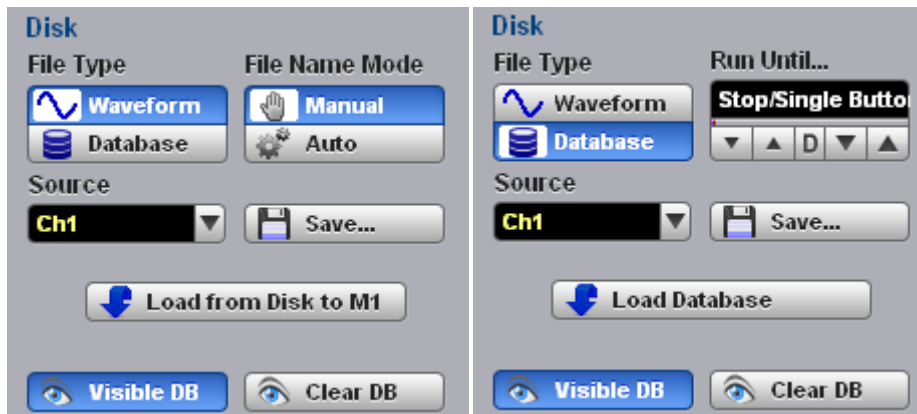 Disk
File Type File Name Mode
Waveform Manual
Database Auto
Source
Ch1 Save...
Load from Disk to M1
Visible DB Clear DB
Disk
File Type Run Until...
Waveform Stop/Single Butto
Database D
Source
Ch1 Save...
Load Database
Visible DB Clear DB